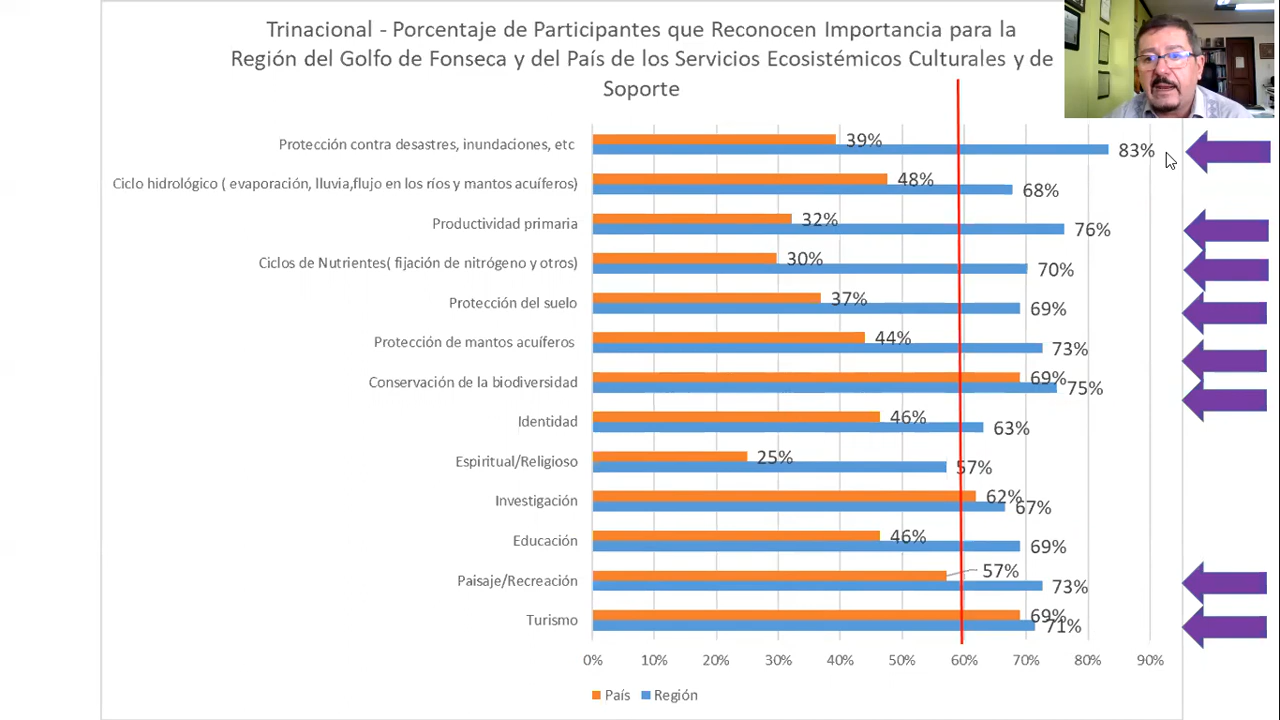 Trinacional - Porcentaje de Participantes que Reconocen Importancia para la
Región del Golfo de Fonseca y del País de los Servicios Ecosistémicos Culturales y de
Soporte
Protección contra desastres, inundaciones, etc
39%
83%
Ciclo hidrológico ( evaporación, lluvia,flujo en los ríos y mantos acuíferos)
48%
68%
Productividad primaria
32%
76%
Ciclos de Nutrientes( fijación de nitrógeno y otros)
30%
70%
Protección del suelo
37%
69%
Protección de mantos acuíferos
44%
73%
Conservación de la biodiversidad
69%
75%
Identidad
46%
63%
Espiritual/Religioso
25%
57%
Investigación
62%
67%
Educación
46%
69%
Paisaje/Recreación
57%
73%
Turismo
69%
71%
0% 10% 20% 30% 40% 50% 60% 70% 80% 90%
País Región